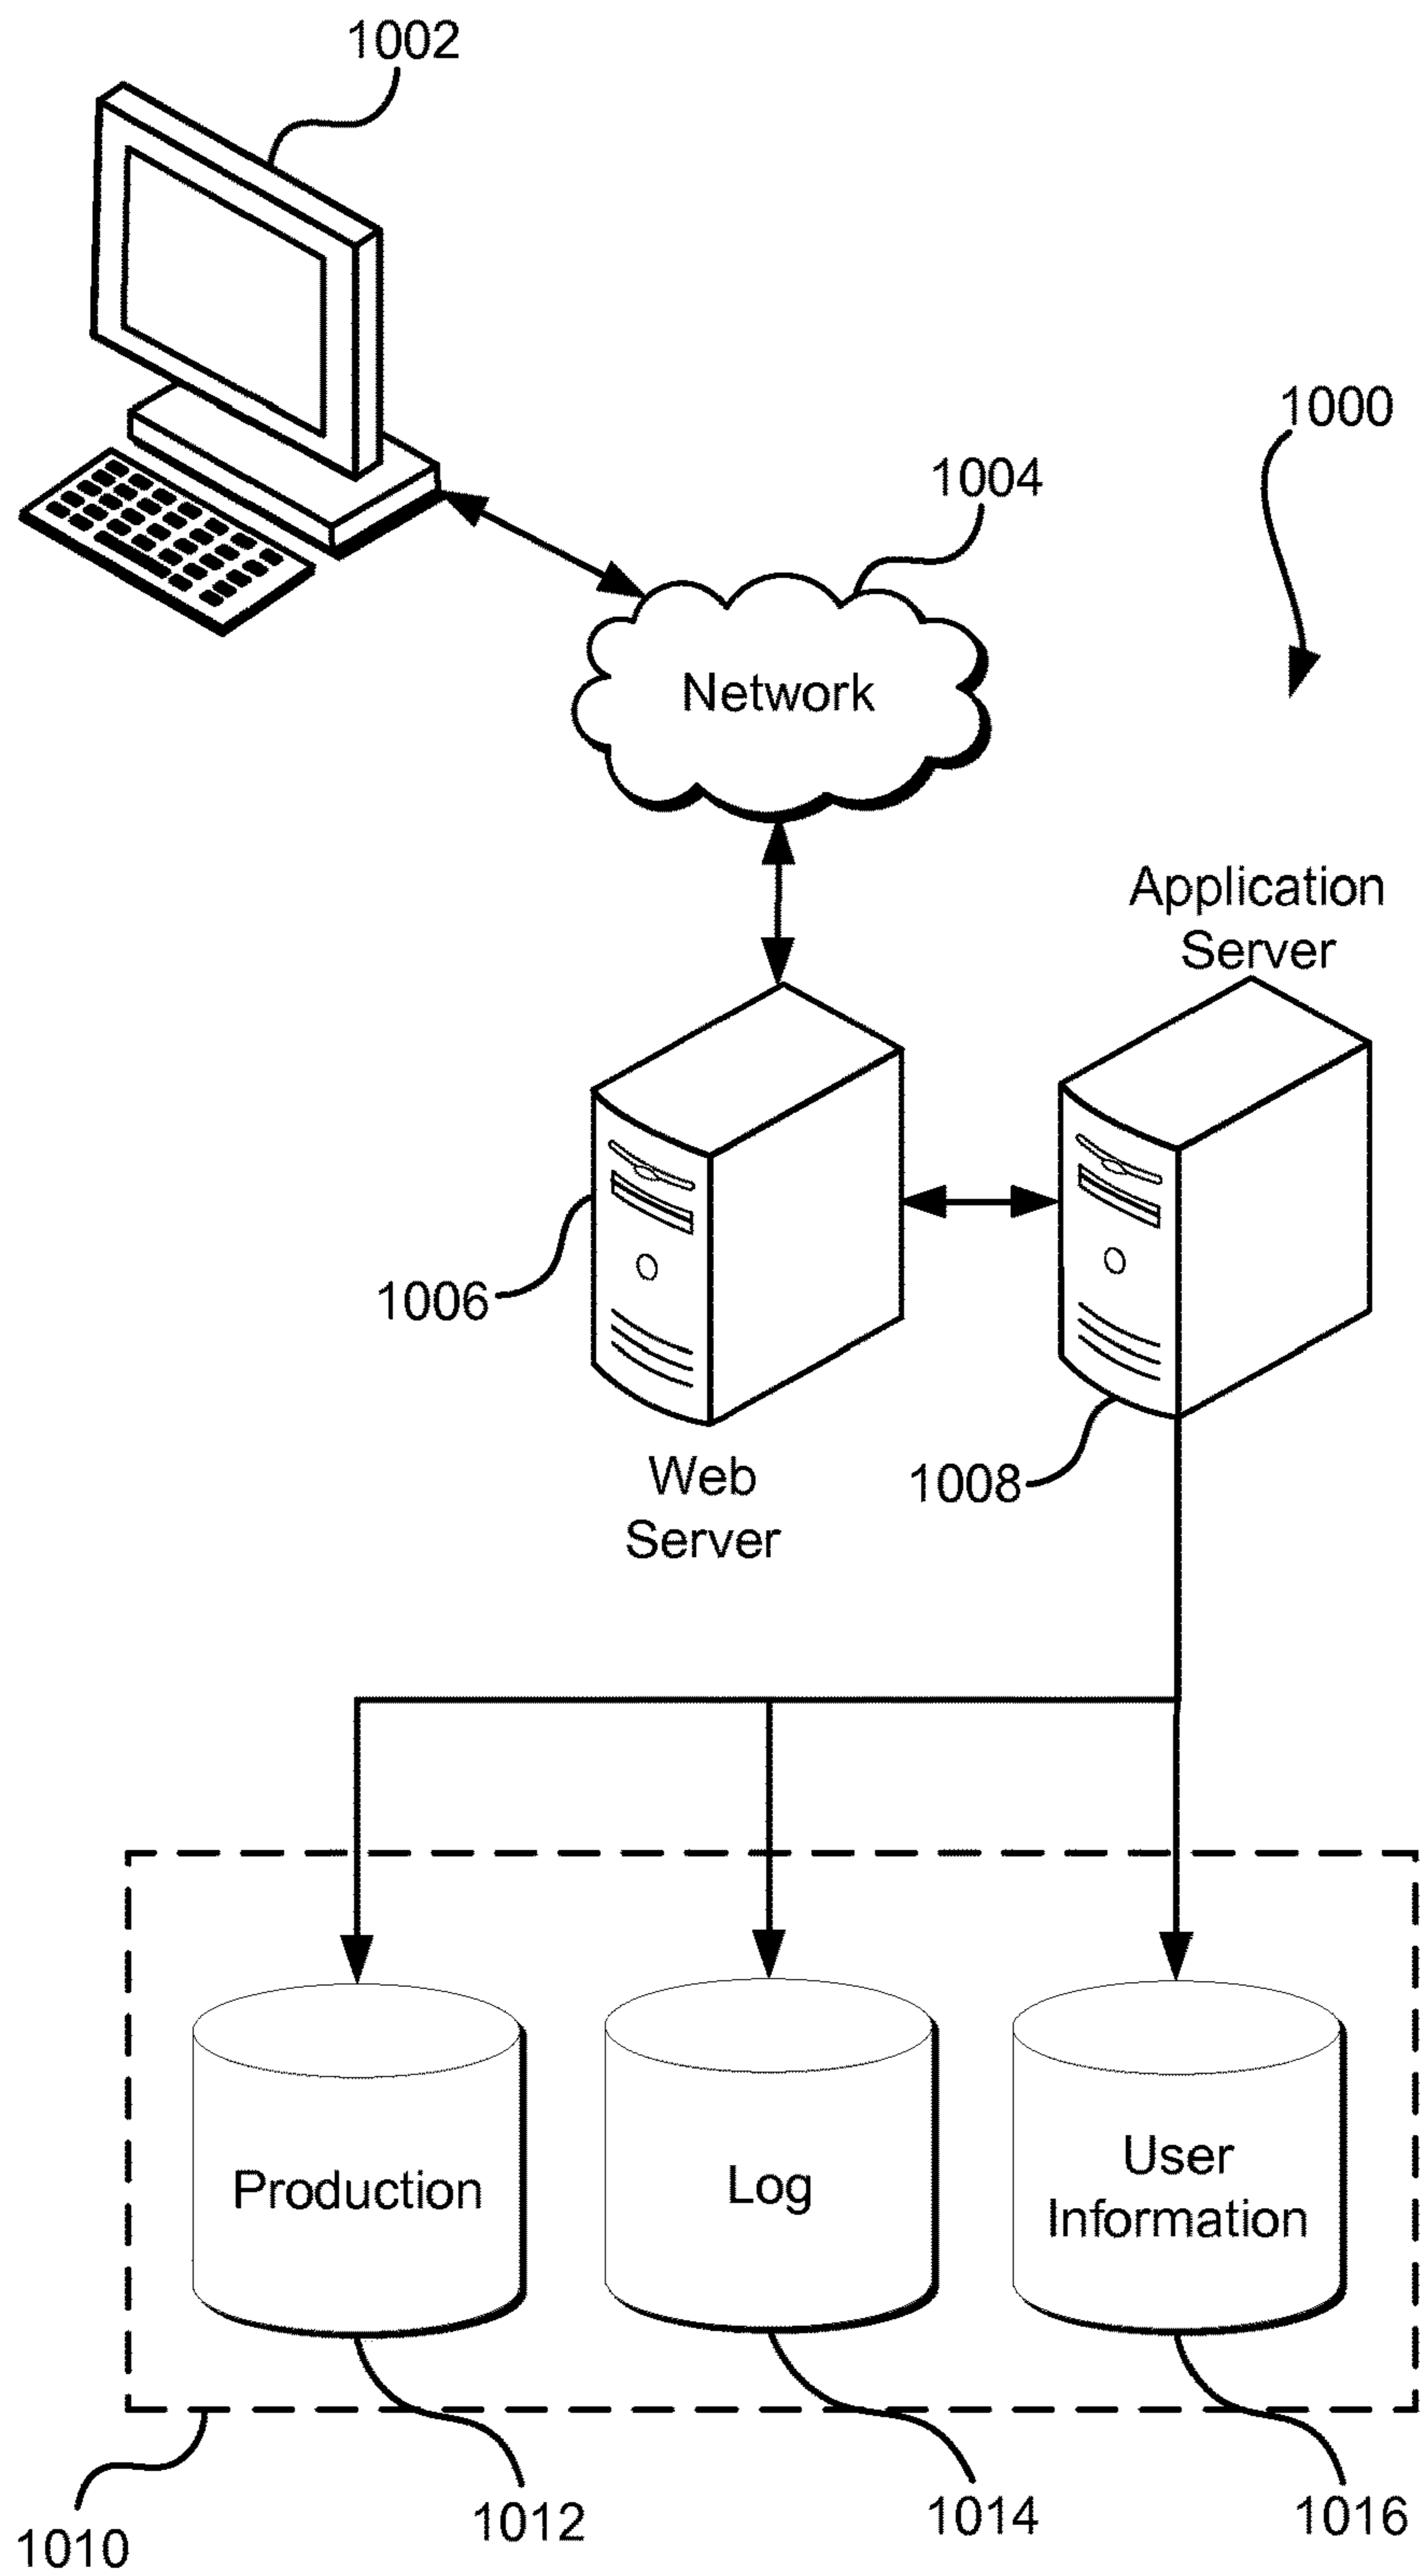 1002
1000
1004
Network
Application
Server
1006
1008
Web
Server
Production
Log
User
Information
1010
1012
1014
1016